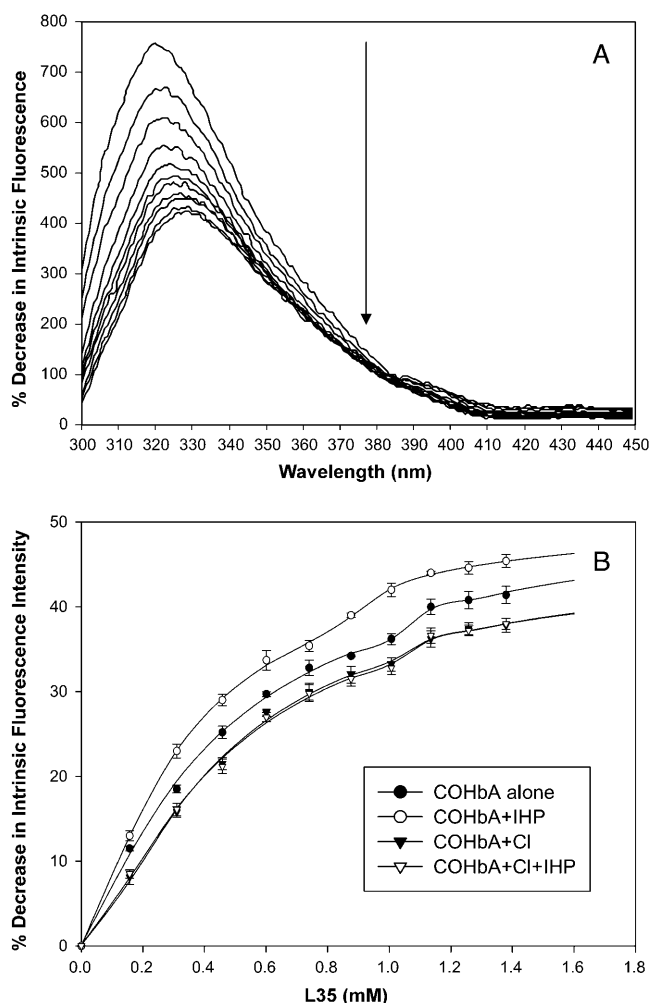 A
% Decrease in Intrinsic Fluorescence
800
700
600
500
400
300
200
100
0
300 310 320 330 340 350 360 370 380 390 400 410 420 430 440 450
Wavelength (nm)
B
% Decrease in Intrinsic Fluorescence Intensity
50
40
30
20
10
0
COHbA alone
COHbA+IHP
COHbA+Cl
COHbA+Cl+IHP
0.0 0.2 0.4 0.6 0.8 1.0 1.2 1.4 1.6 1.8
L35 (mM)